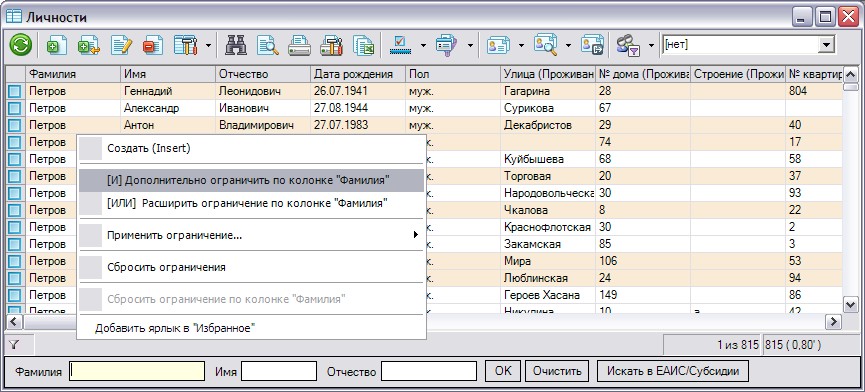 Личности
[нет]
Фамилия Имя Отчество Дата рождения Пол Улица (Проживан № дома (Прожива Строение (Прожи № квартир
Петров Геннадий Леонидович 26.07.1941 муж. Гагарина 28 804
Петров Александр Иванович 27.08.1944 муж. Сурикова 67
Петров Антон Владимирович 27.07.1983 муж. Декабристов 29 40
Петров к. 74 17
Петров к. Куйбышева 68 58
Петров к. Торговая 20 37
Петров к. Народовольческа 30 93
Петров к. Чкалова 8 22
Петров к. Краснофлотская 30 2
Петров к. Закамская 85 3
Петров к. Мира 106 53
Петров к. Люблинская 24 94
Петров к. Героев Хасана 149 86
Петров к. Никулина 10 а 42
Создать (Insert)
[И] Дополнительно ограничить по колонке "Фамилия"
[ИЛИ] Расширить ограничение по колонке "Фамилия"
Применить ограничение...
Сбросить ограничения
Сбросить ограничение по колонке "Фамилия"
Добавить ярлык в "Избранное"
1 из 815 815 ( 0,80' )
Фамилия Имя Отчество OK Очистить Искать в ЕАИС/Субсидии